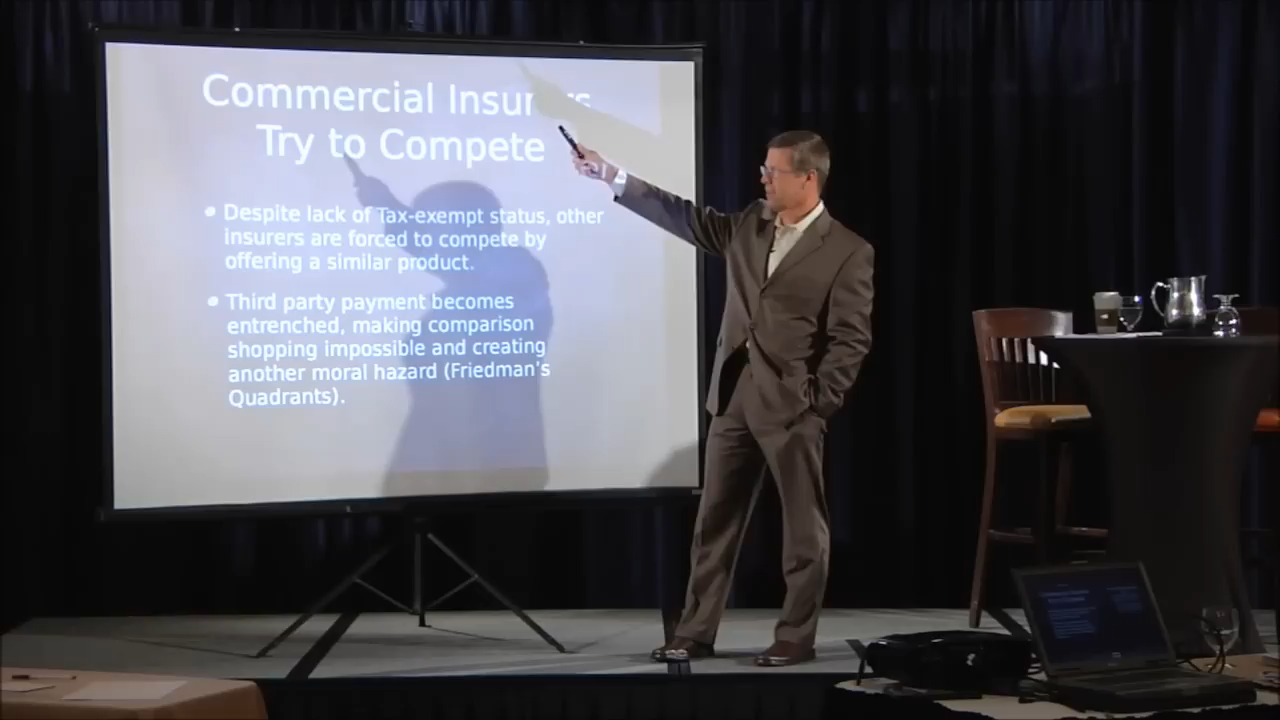 Commercial Insur rs
Try to Compete
• Despite lack of Tax-exempt status, other
insurers are forced to compete by
offering a similar product.
• Third party payment becomes
entrenched, making comparison
shopping impossible and creating
another moral hazard (Friedman's
Quadrants).